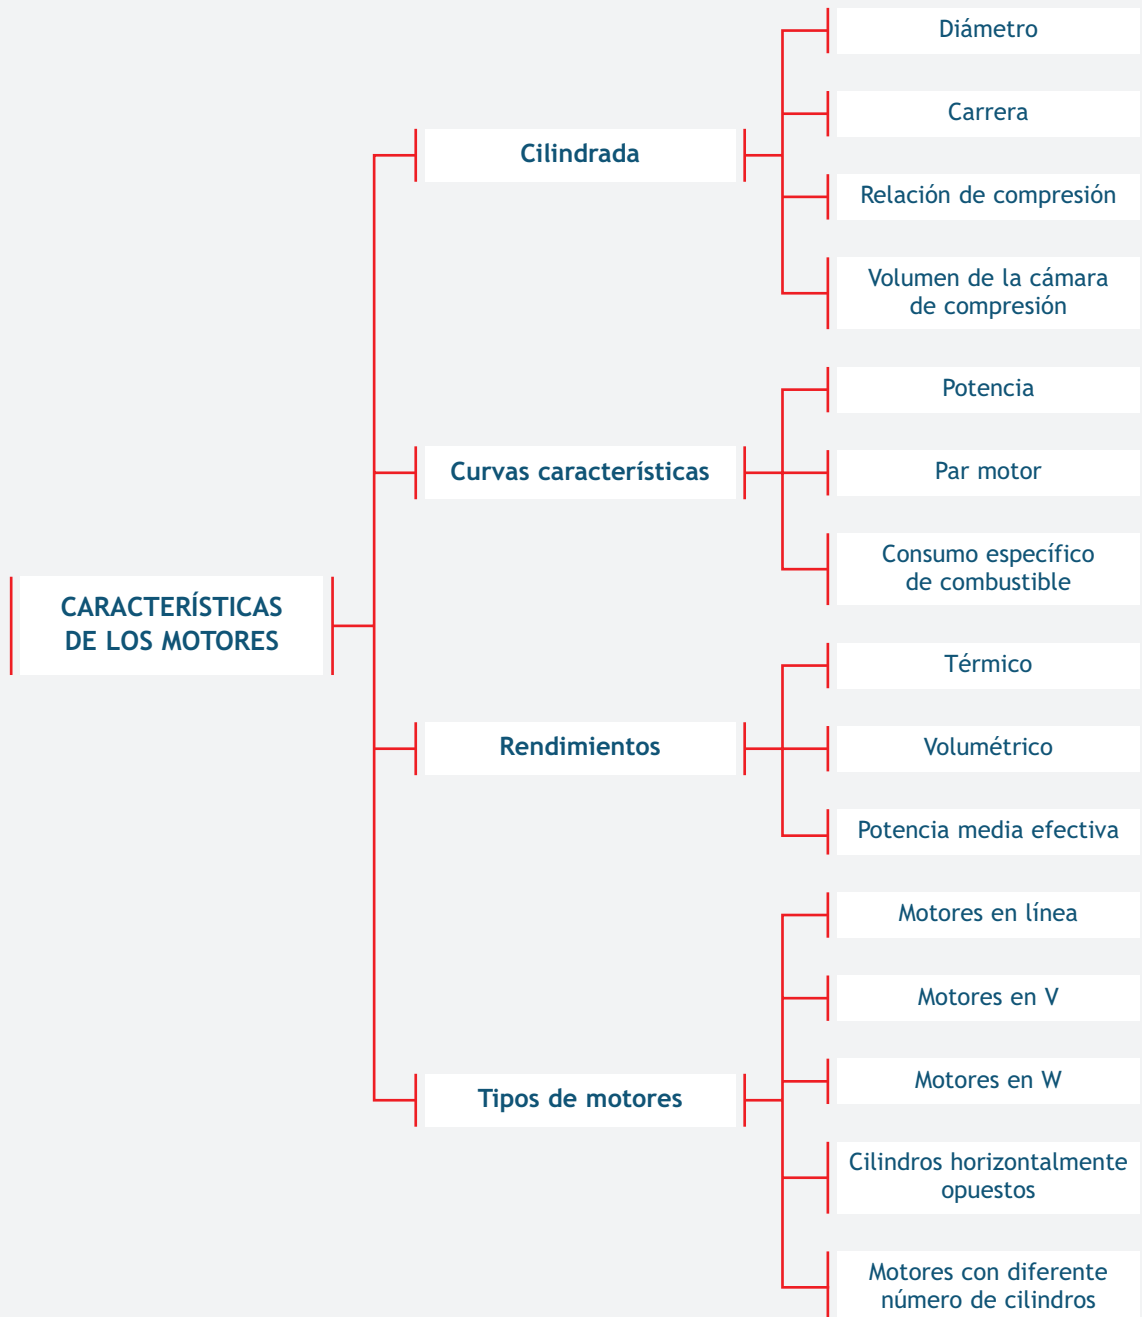 CARACTERÍSTICAS
DE LOS MOTORES
Cilindrada
Diámetro
Carrera
Relación de compresión
Volumen de la cámara
de compresión
Curvas características
Potencia
Par motor
Consumo específico
de combustible
Rendimientos
Térmico
Volumétrico
Potencia media efectiva
Tipos de motores
Motores en línea
Motores en V
Motores en W
Cilindros horizontalmente
opuestos
Motores con diferente
número de cilindros